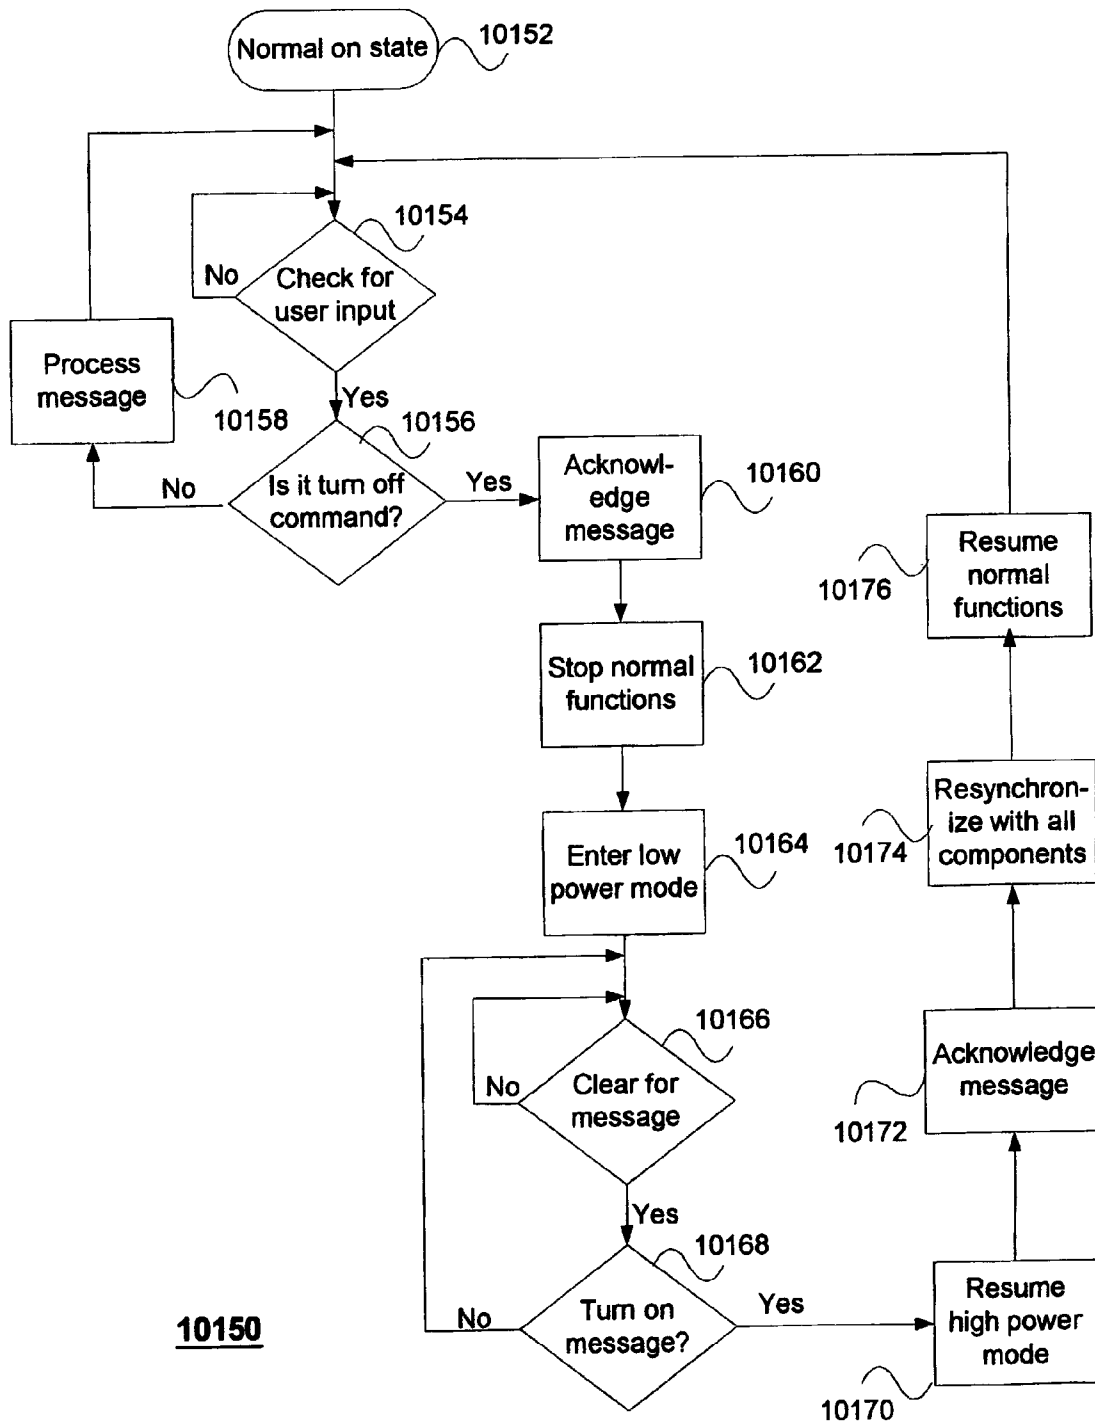 Normal on state
10152
10154
No
Check for
user input
Process
message
10158
Yes
10156
No
Is it turn off
command?
Yes
Acknowl-
edge
message
10160
Resume
normal
functions
10176
Stop normal
functions
10162
Resynchron-
ize with all
components
10174
Enter low
power mode
10164
10166
No
Clear for
message
Acknowledge
message
10172
Yes
10168
No
Turn on
message?
Yes
Resume
high power
mode
10170
10150